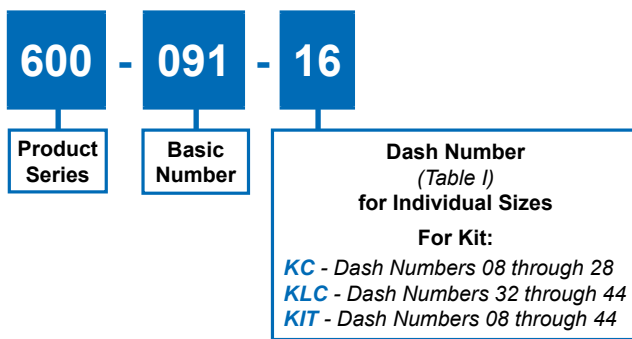 600 - 091 - 16
Product
Series
Basic
Number
Dash Number
(Table I)
for Individual Sizes
For Kit:
KC - Dash Numbers 08 through 28
KLC - Dash Numbers 32 through 44
KIT - Dash Numbers 08 through 44